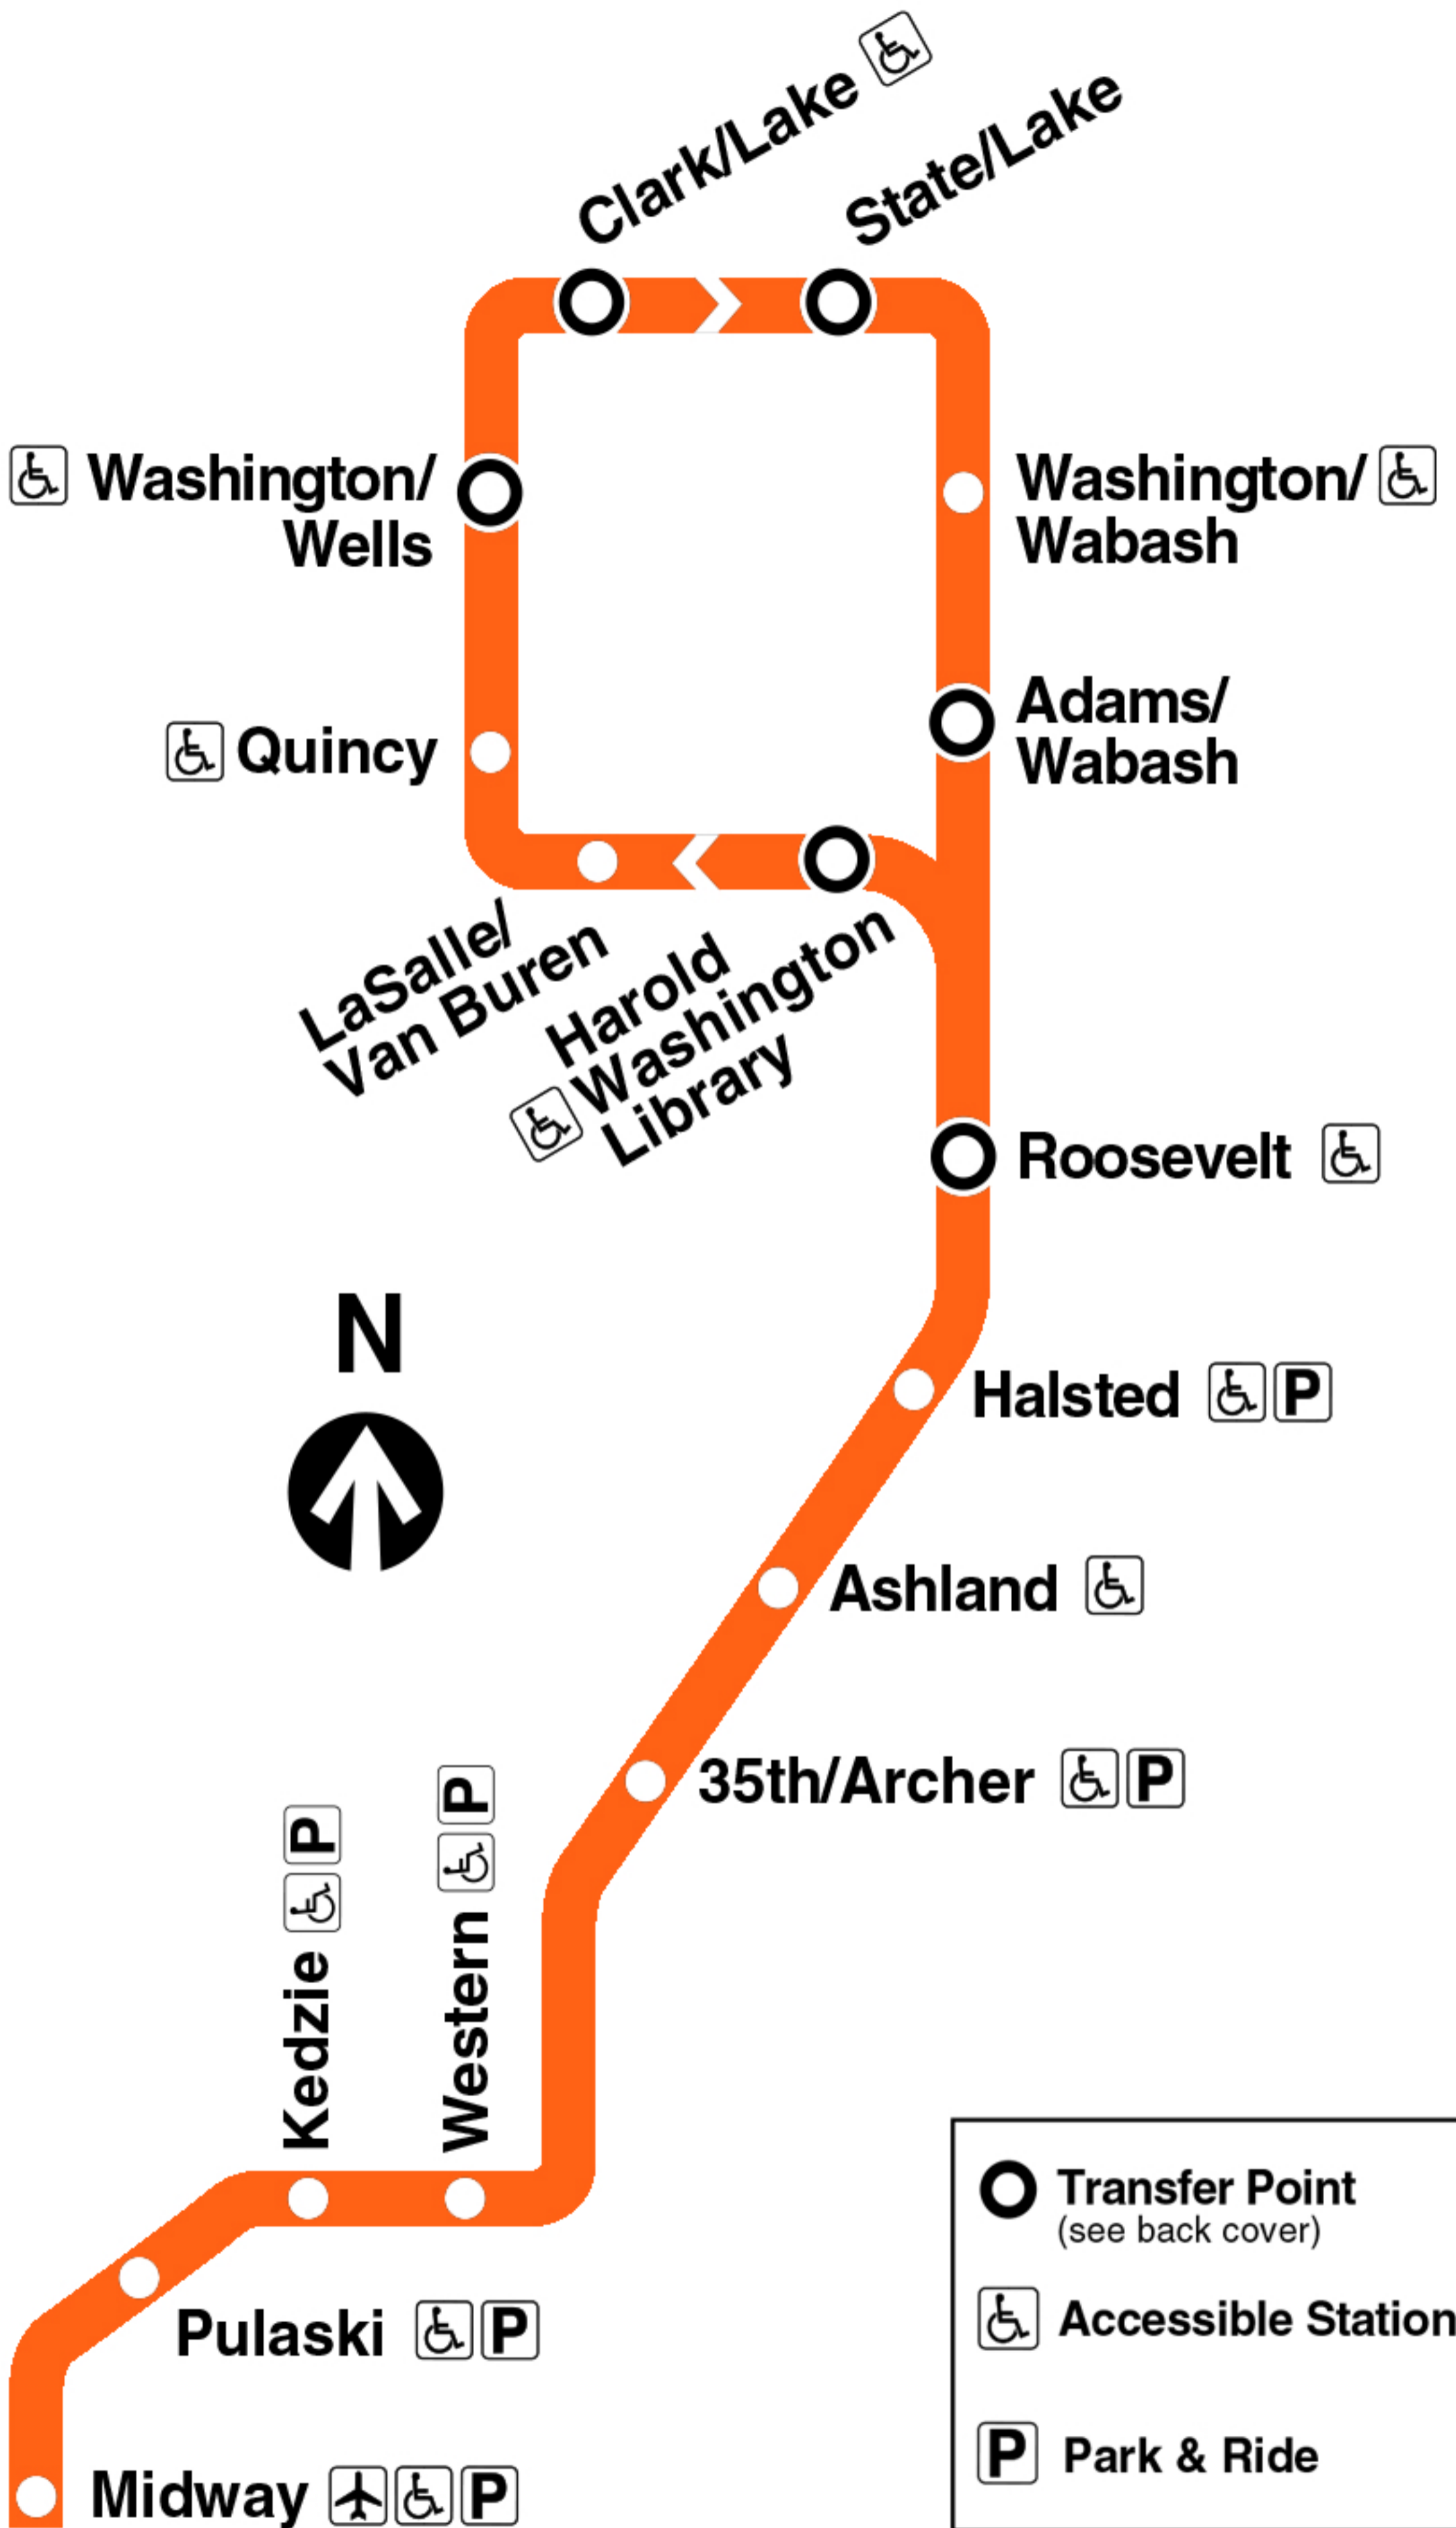 Clark/Lake
State/Lake
Washington/
Wells
Washington/
Wabash
Quincy
Adams/
Wabash
LaSalle/
Van Buren
Harold
Washington
Library
Roosevelt
N
Halsted P
Ashland
35th/Archer P
Kedzie P
Western P
Pulaski P
Midway P
Transfer Point
(see back cover)
Accessible Station
P Park & Ride